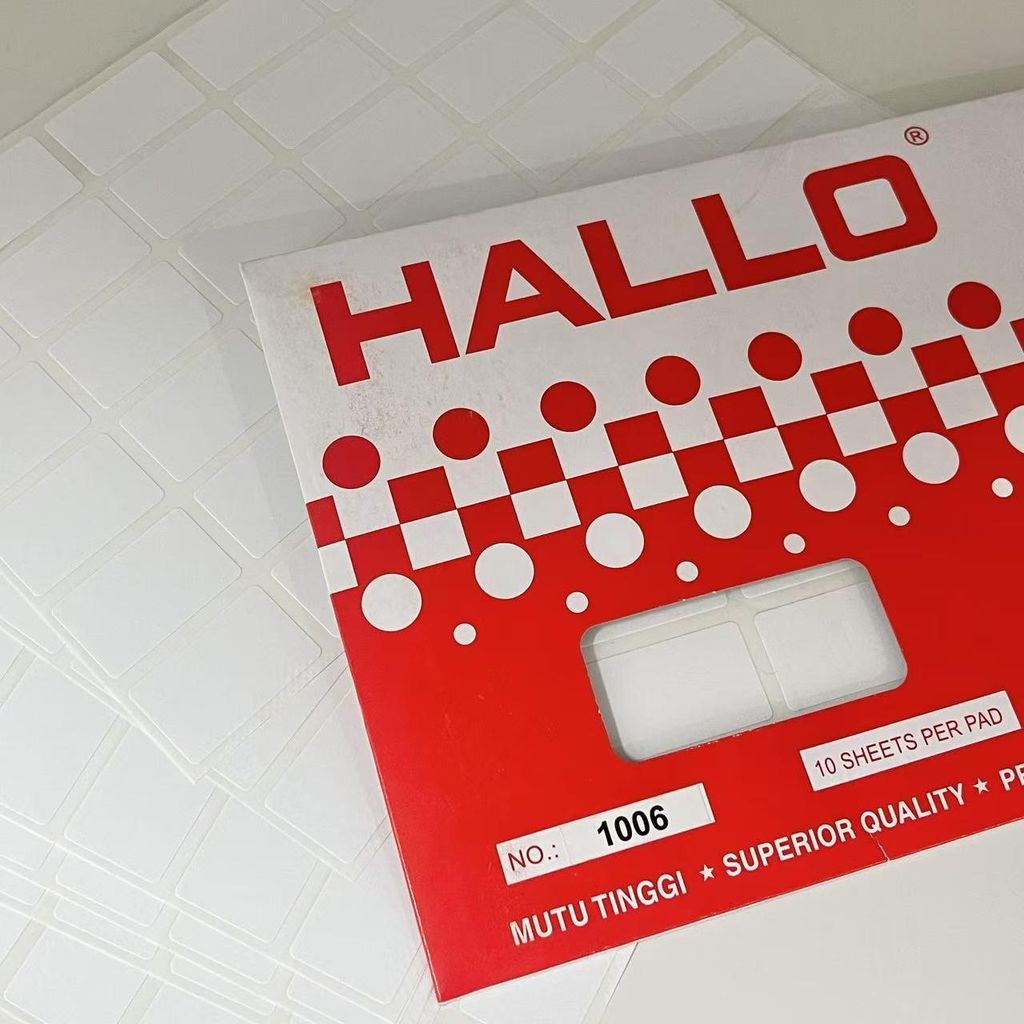 HALLO®
10 SHEETS PER PAD
NO.: 1006
MUTU TINGGI ★ SUPERIOR QUALITY ★